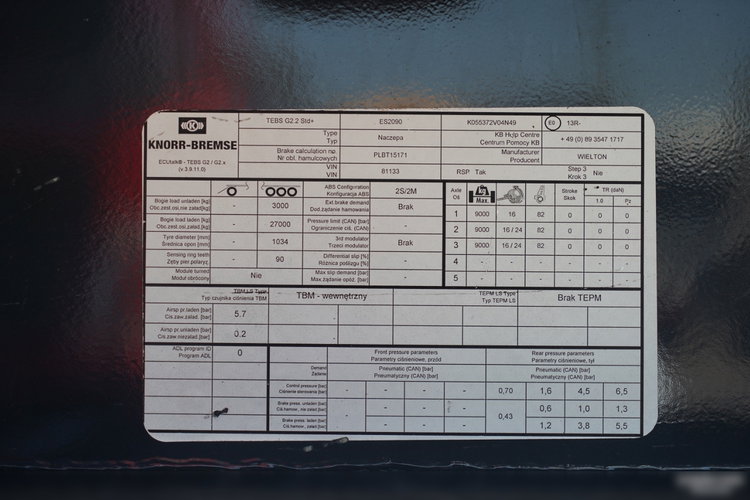 KNORR-BREMSE
ECUtalk® - TEBS G2 / G2.x
(v 3.9.11.0)
TEBS G2.2 Std+ ES2090 K055372V04N49 E0 13R-
Type
Typ
Naczepa
KB Help Centre
Centrum Pomocy KB
+ 49 (0) 89 3547 1717
Brake calculation no.
Nr obl. hamulcowych
PLBT15171
Manufacturer
Producent
WIELTON
VIN
VIN
81133
RSP Tak
Step 3
Krok 3
Nie
ABS Configuration
Konfiguracja ABS
2S/2M
Bogie load unladen [kg]
Obc.zest.osi,nie załad[kg]
- 3000
Ext.brake demand
Dod.żądanie hamowania
Brak
Bogie load laden [kg]
Obc.zest.osi,załad.[kg]
- 27000
Pressure limit (CAN) [bar]
Ograniczenie ciś. (CAN)
-
Tyre diameter [mm]
Średnica opon [mm]
- 1034
3rd modulator
Trzeci modulator
Brak
Sensing ring teeth
Zęby pier.polaryz.
- 90
Differential slip [%]
Różnica poślizgu [%]
-
Module turned
Moduł obrócony
Nie
Max slip demand [bar]
Max.żądanie opóź. [bar]
-
Axle
Oś
Max.
Stroke
Skok
TR [daN]
1.0 Pz
1 9000 16 82 0 0 0
2 9000 16 / 24 82 0 0 0
3 9000 16 / 24 82 0 0 0
4 - - - - - -
5 - - - - - -
TBM LS Type
Typ czujnika ciśnienia TBM
TBM - wewnętrzny
TEPM LS Type
Typ TEPM LS
Brak TEPM
Airsp pr.laden [bar]
Ciś.zaw.załad. [bar]
5.7
Airsp pr.unladen [bar]
Ciś.zaw.niezalad. [bar]
0.2
ADL program ID
Program ADL
0
Front pressure parameters
Parametry ciśnieniowe, przód
Rear pressure parameters
Parametry ciśnieniowe, tył
Demand
Żądanie
Pneumatic (CAN) [bar]
Pneumatyczny (CAN) [bar]
Pneumatic (CAN) [bar]
Pneumatyczny (CAN) [bar]
Control pressure [bar]
Ciśnienie sterowania [bar]
- - - - 0,70 1,6 4,5 6,5
Brake press. unladen [bar]
Ciś.hamow., nie załad [bar]
- - - - 0,43 0,6 1,0 1,3
Brake press. laden [bar]
Ciś.hamow., załad [bar]
- - - 1,2 3,8 5,5